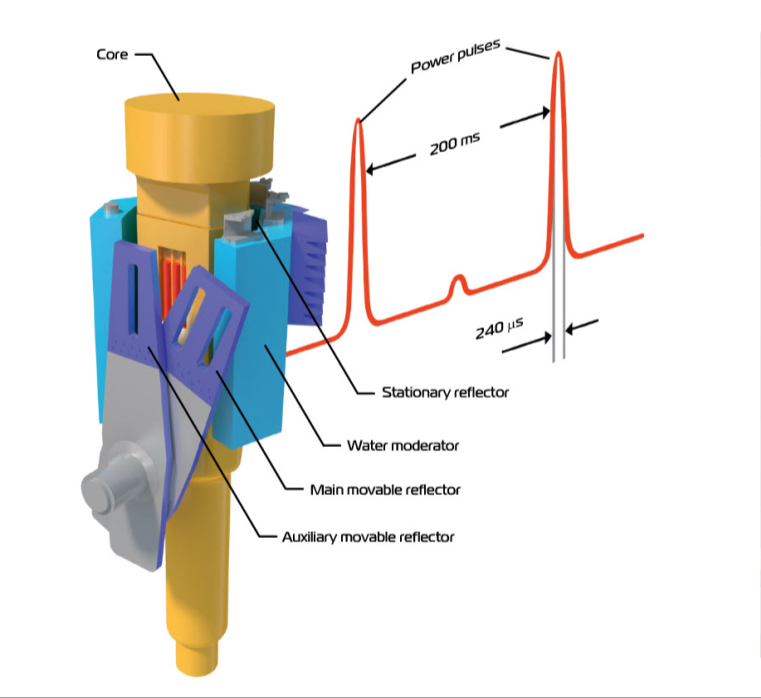 Core
Power pulses
200 ms
240 µs
Stationary reflector
Water moderator
Main movable reflector
Auxiliary movable reflector